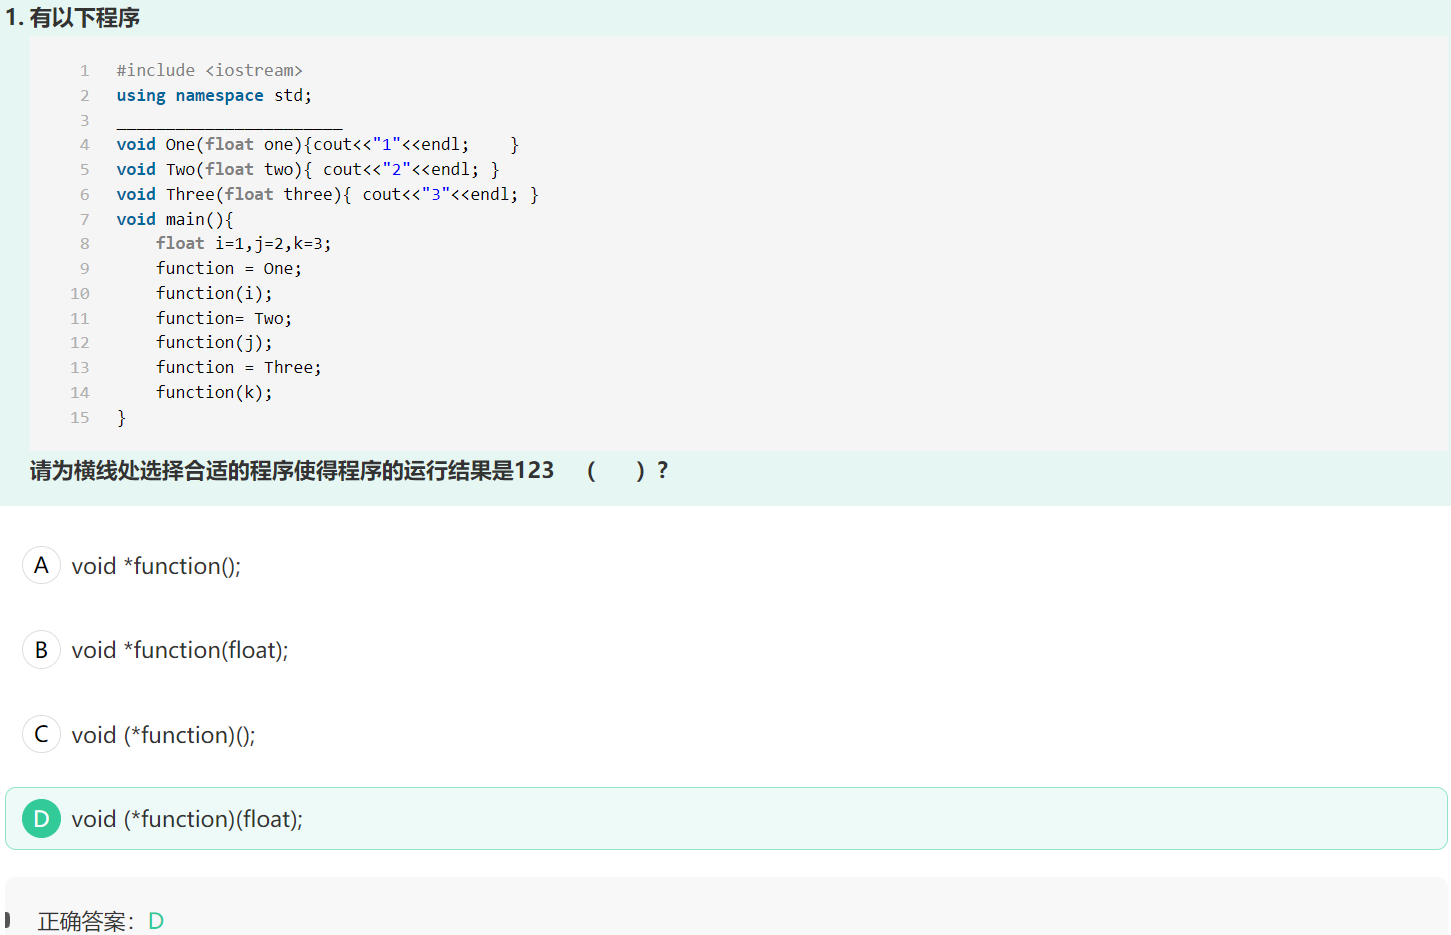 1. 有以下程序
1 #include <iostream>
2 using namespace std;
3 _______________________
4 void One(float one){cout<<"1"<<endl;    }
5 void Two(float two){ cout<<"2"<<endl; }
6 void Three(float three){ cout<<"3"<<endl; }
7 void main(){
8     float i=1,j=2,k=3;
9     function = One;
10     function(i);
11     function= Two;
12     function(j);
13     function = Three;
14     function(k);
15 }
请为横线处选择合适的程序使得程序的运行结果是123 （ ）?
A void *function();
B void *function(float);
C void (*function)();
D void (*function)(float);
正确答案：D